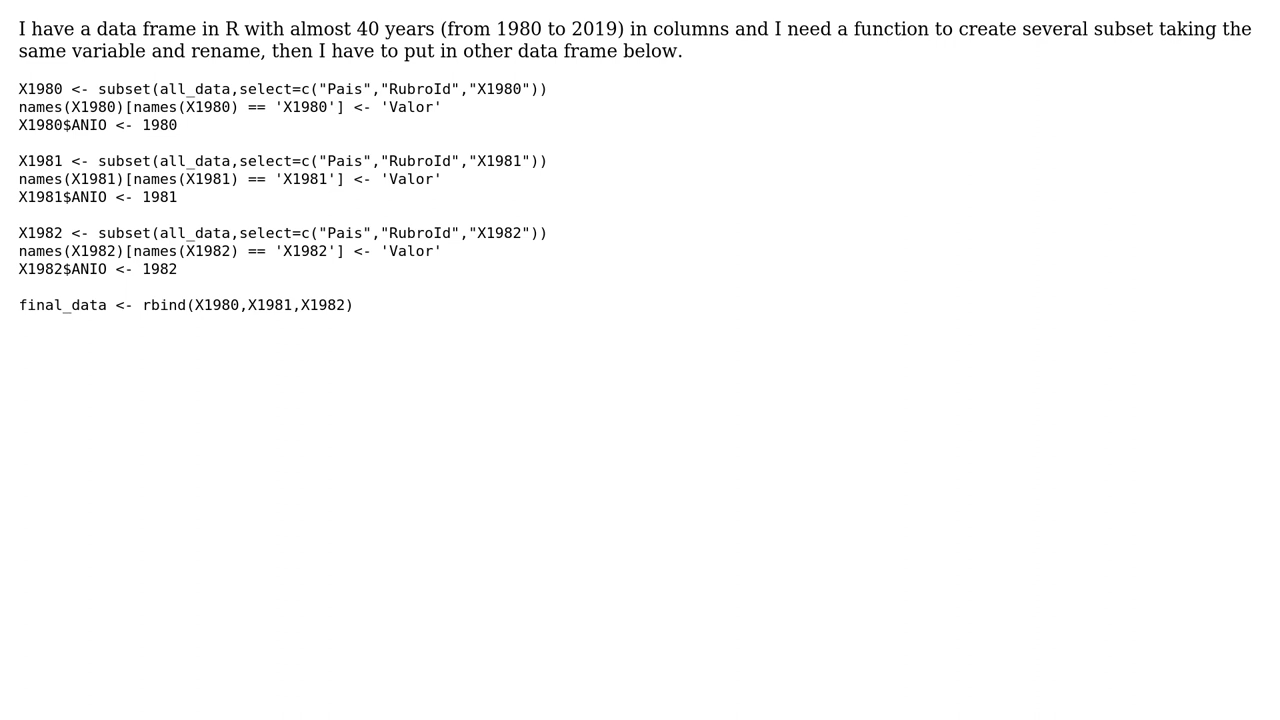 I have a data frame in R with almost 40 years (from 1980 to 2019) in columns and I need a function to create several subset taking the
same variable and rename, then I have to put in other data frame below.
X1980 <- subset(all_data,select=c("Pais","RubroId","X1980"))
names(X1980)[names(X1980) == 'X1980'] <- 'Valor'
X1980$ANIO <- 1980
X1981 <- subset(all_data,select=c("Pais","RubroId","X1981"))
names(X1981)[names(X1981) == 'X1981'] <- 'Valor'
X1981$ANIO <- 1981
X1982 <- subset(all_data,select=c("Pais","RubroId","X1982"))
names(X1982)[names(X1982) == 'X1982'] <- 'Valor'
X1982$ANIO <- 1982
final_data <- rbind(X1980,X1981,X1982)